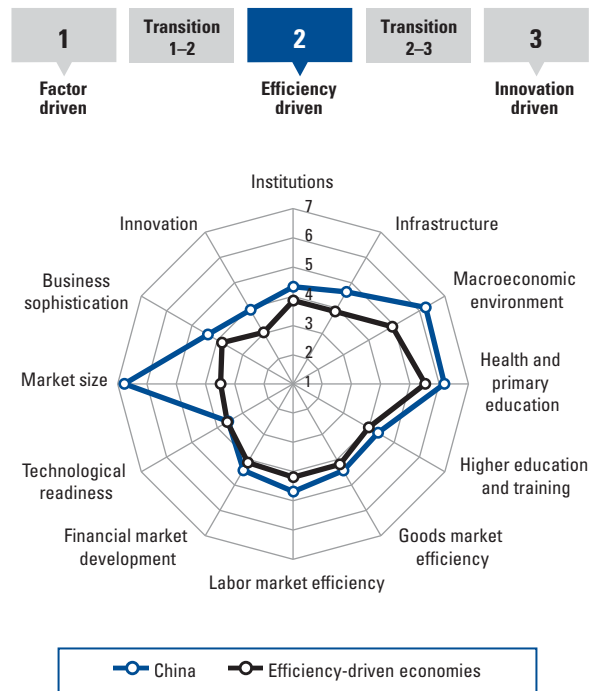 1
Transition
1–2
2
Transition
2–3
3
Factor
driven
Efficiency
driven
Innovation
driven
Institutions
Innovation
Infrastructure
Business
sophistication
Macroeconomic
environment
Market size
Health and
primary
education
Technological
readiness
Higher education
and training
Financial market
development
Goods market
efficiency
Labor market efficiency
7
6
5
4
3
2
1
China
Efficiency-driven economies